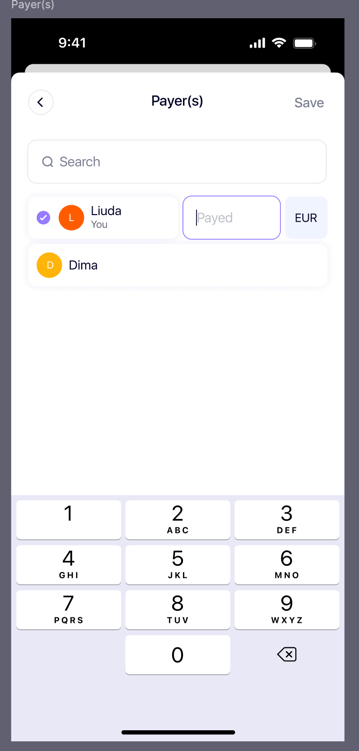 Payer(s)
9:41
Payer(s)
Save
Search
L
Liuda
You
Payed
EUR
D
Dima
1
2
ABC
3
DEF
4
GHI
5
JKL
6
MNO
7
PQRS
8
TUV
9
WXYZ
0